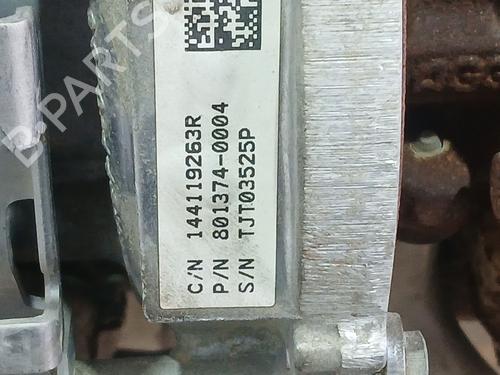 C/N 144119263R
P/N 801374-0004
S/N TJT03525P
B-PARTS